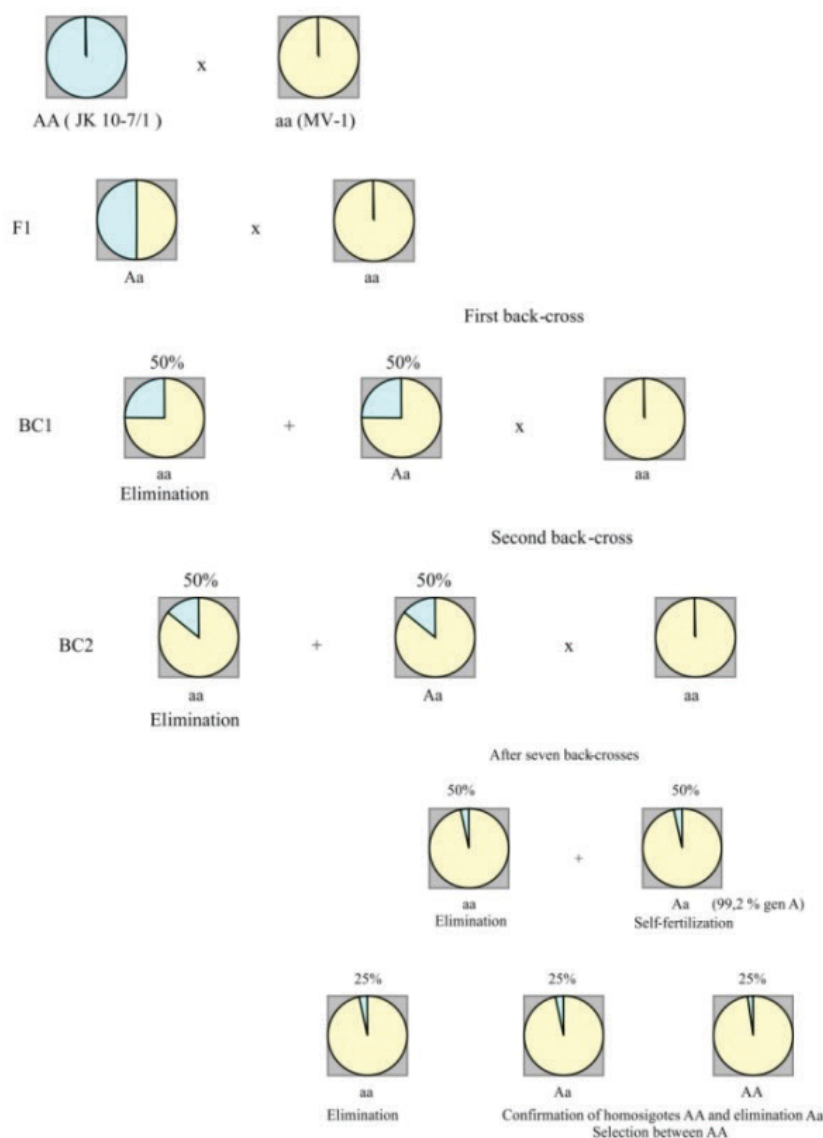 x
AA ( JK 10-7/1 ) aa (MV-1)
F1 x
Aa aa
First back-cross
50% 50%
BC1 + x
aa Aa aa
Elimination
Second back-cross
50% 50%
BC2 + x
aa Aa aa
Elimination
After seven back-crosses
50% 50%
+
aa Aa (99,2 % gen A)
Elimination Self-fertilization
25% 25% 25%
aa Aa AA
Elimination Confirmation of homosigotes AA and elimination Aa
Selection between AA